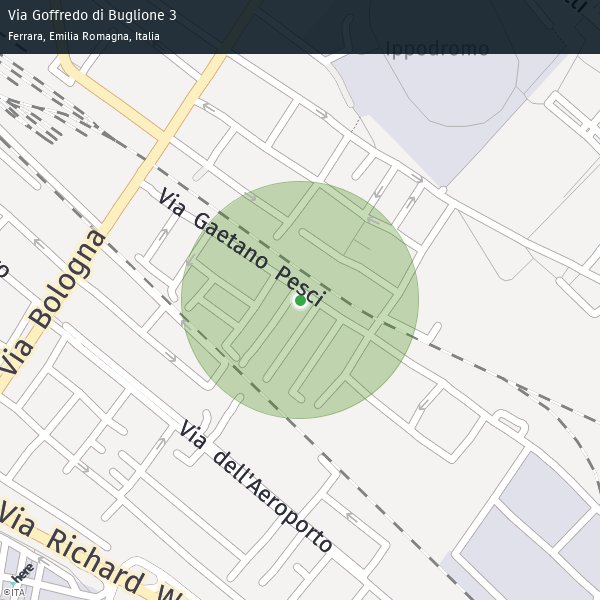 Via Goffredo di Buglione 3
Ferrara, Emilia Romagna, Italia
Ippodromo
Via Gaetano Pesci
Via Bologna
Via dell'Aeroporto
Via Richard W
here
©ITA